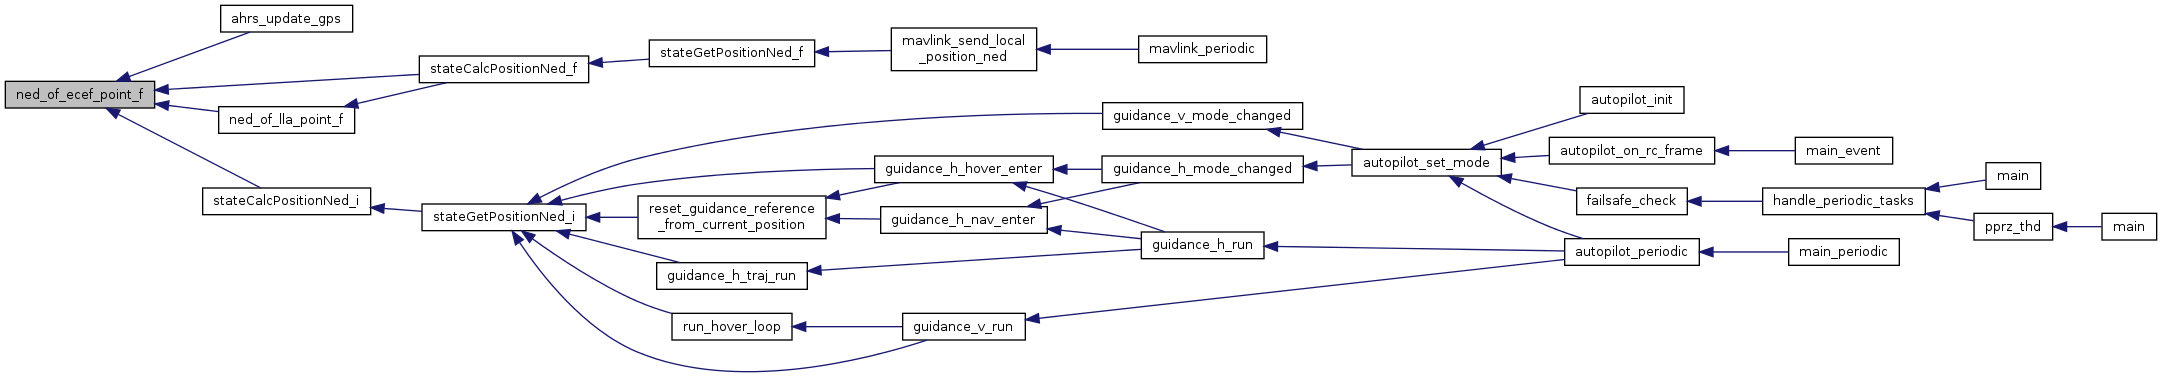 ned_of_ecef_point_f
ahrs_update_gps
stateCalcPositionNed_f
ned_of_lla_point_f
stateCalcPositionNed_i
stateGetPositionNed_f
mavlink_send_local
_position_ned
mavlink_periodic
stateGetPositionNed_i
guidance_v_mode_changed
guidance_h_hover_enter
reset_guidance_reference
_from_current_position
guidance_h_traj_run
run_hover_loop
guidance_h_nav_enter
guidance_v_run
guidance_h_mode_changed
guidance_h_run
autopilot_set_mode
autopilot_init
autopilot_on_rc_frame
failsafe_check
autopilot_periodic
main_event
handle_periodic_tasks
main_periodic
main
pprz_thd
main